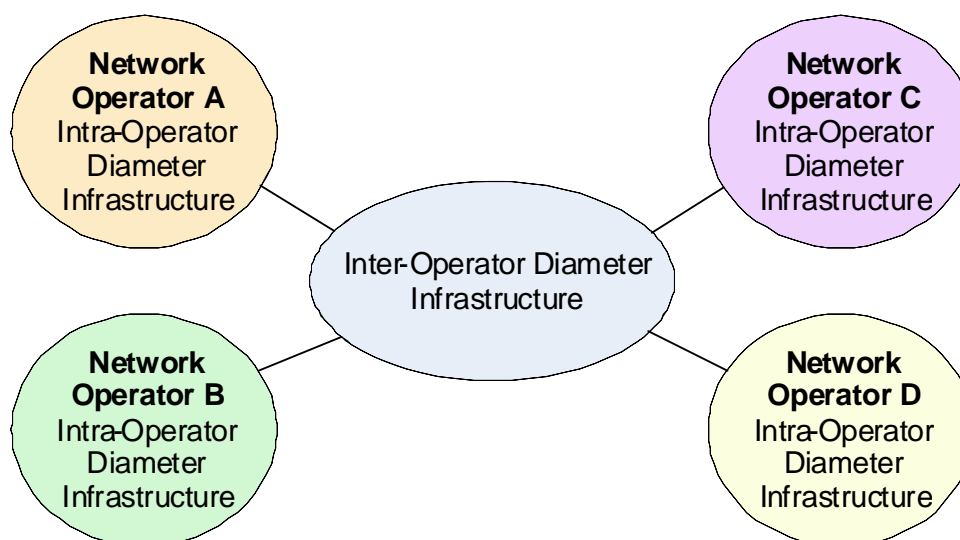 Network
Operator A
Intra-Operator
Diameter
Infrastructure
Network
Operator C
Intra-Operator
Diameter
Infrastructure
Inter-Operator Diameter
Infrastructure
Network
Operator B
Intra-Operator
Diameter
Infrastructure
Network
Operator D
Intra-Operator
Diameter
Infrastructure